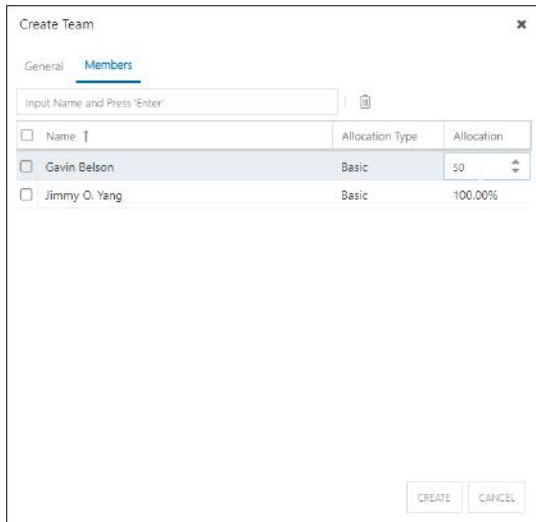 Create Team
General Members
Input Name and Press 'Enter'
Name Allocation Type Allocation
Gavin Belson Basic 50
Jimmy O. Yang Basic 100.00%
CREATE CANCEL